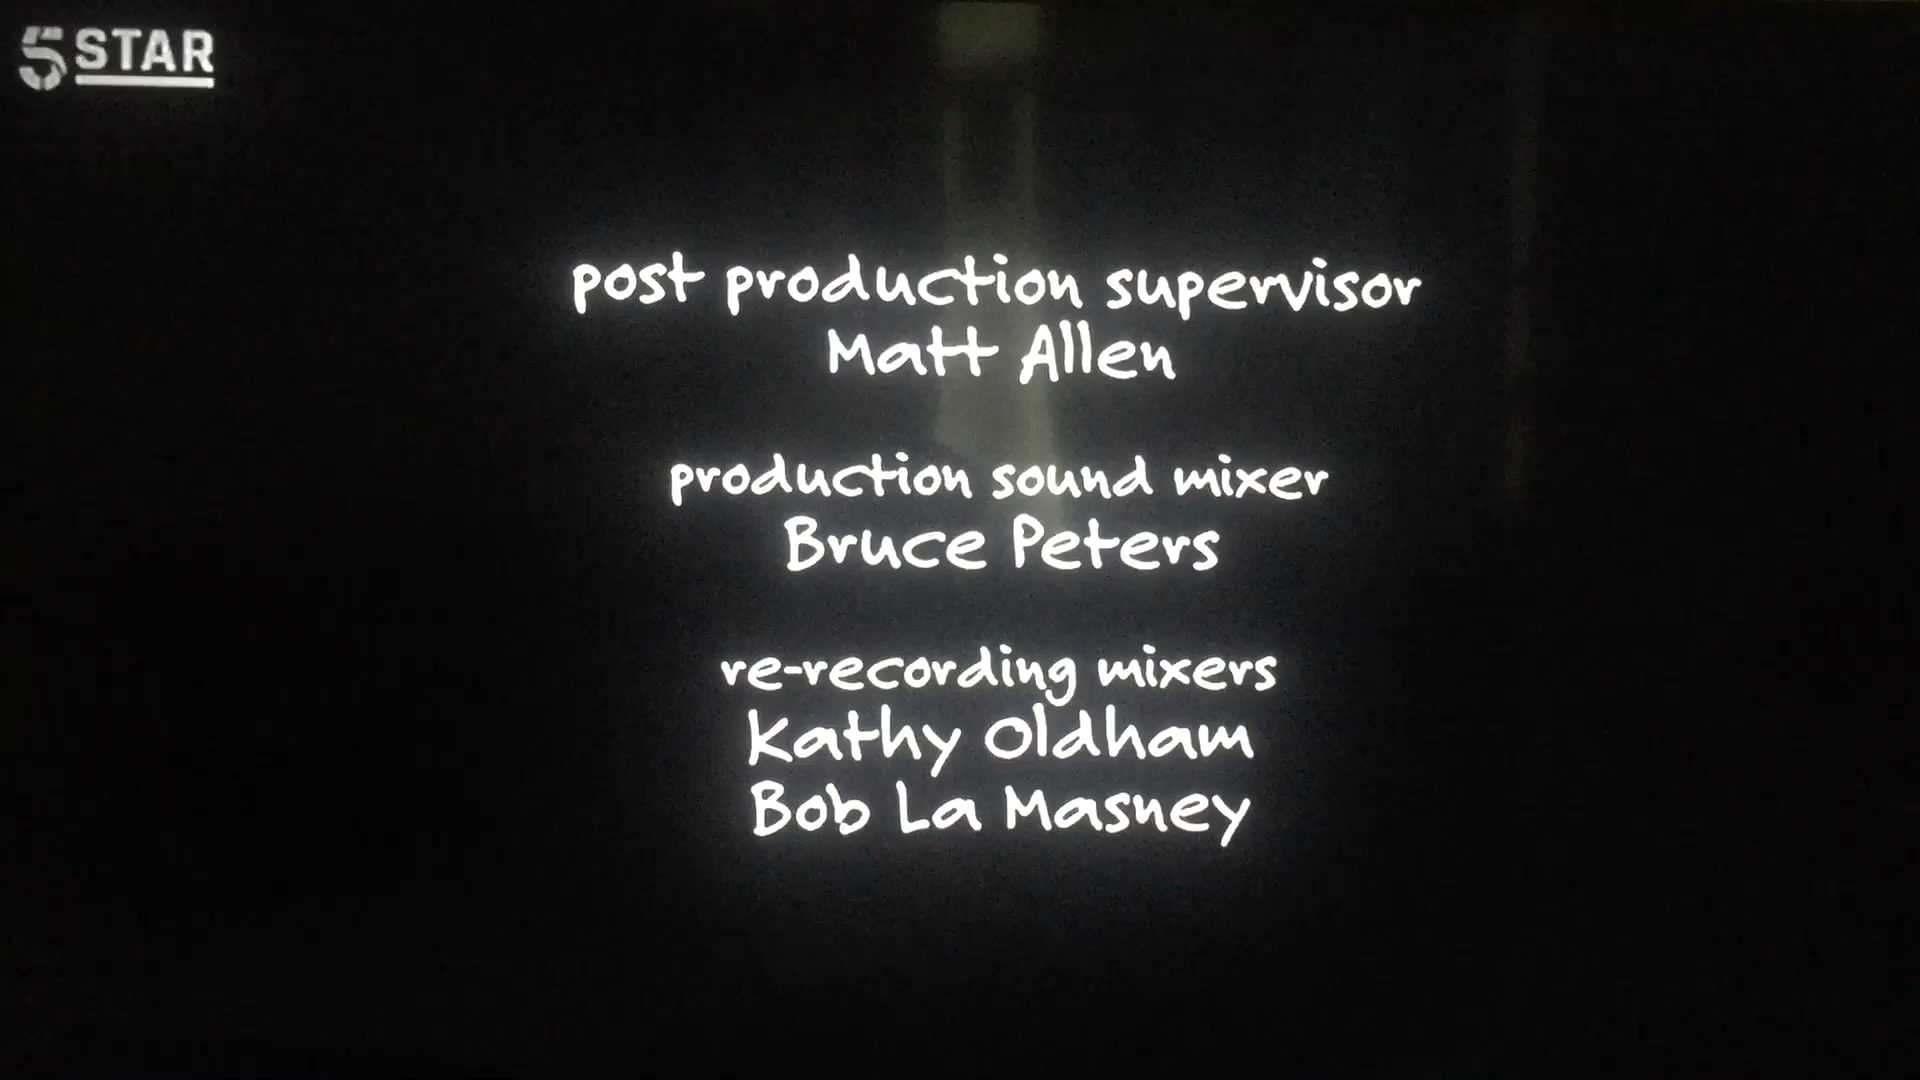 5STAR
post production supervisor
Matt Allen
production sound mixer
Bruce Peters
re-recording mixers
Kathy Oldham
Bob La Masney